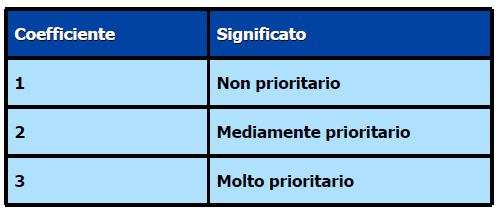 Coefficiente Significato
1 Non prioritario
2 Mediamente prioritario
3 Molto prioritario